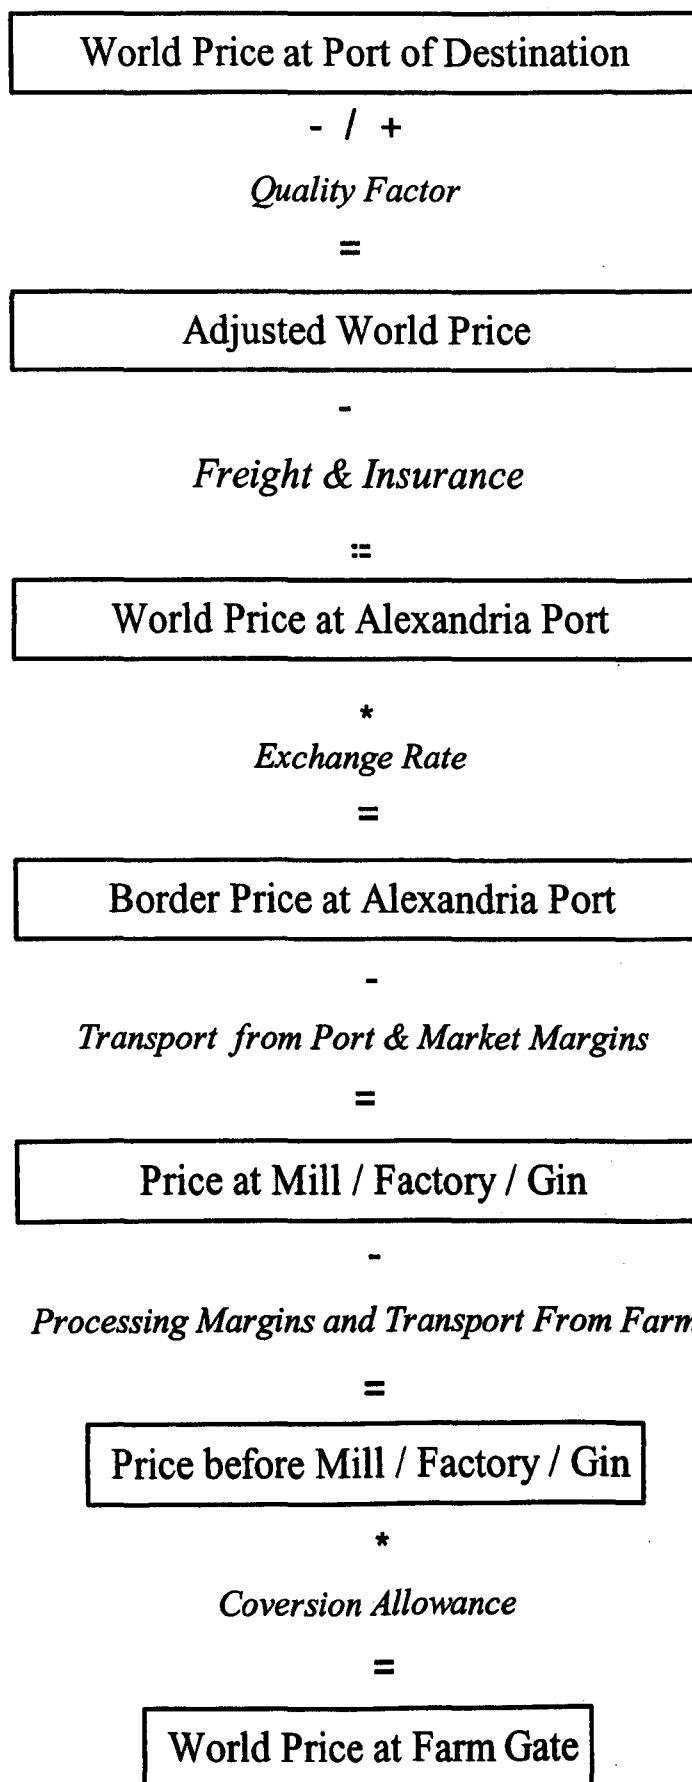 World Price at Port of Destination
- / +
Quality Factor
=
Adjusted World Price
-
Freight & Insurance
=
World Price at Alexandria Port
*
Exchange Rate
=
Border Price at Alexandria Port
-
Transport from Port & Market Margins
=
Price at Mill / Factory / Gin
-
Processing Margins and Transport From Farm
=
Price before Mill / Factory / Gin
*
Coversion Allowance
=
World Price at Farm Gate